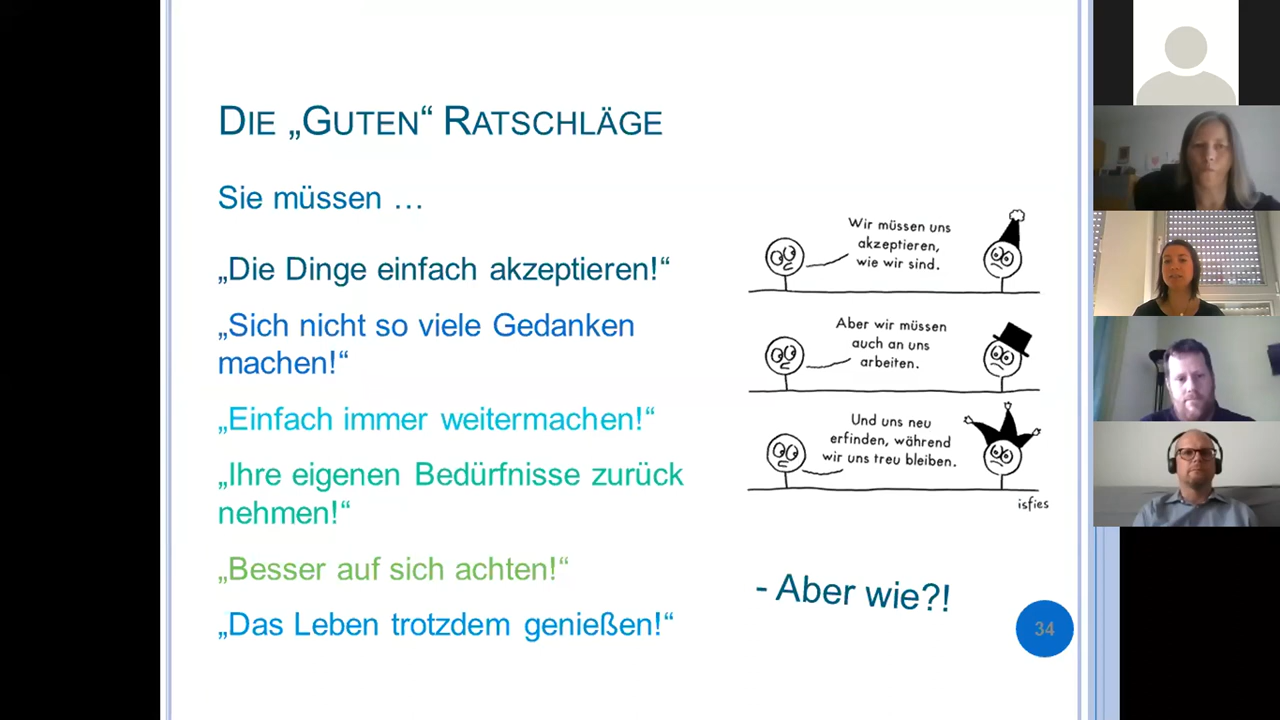 DIE „GUTEN“ RATSCHLÄGE
Sie müssen …
„Die Dinge einfach akzeptieren!“
„Sich nicht so viele Gedanken
machen!“
„Einfach immer weitermachen!“
„Ihre eigenen Bedürfnisse zurück
nehmen!“
„Besser auf sich achten!“
„Das Leben trotzdem genießen!“
Wir müssen uns
akzeptieren,
wie wir sind.
Aber wir müssen
auch an uns
arbeiten.
Und uns neu
erfinden, während
wir uns treu bleiben.
isfies
- Aber wie?!
34